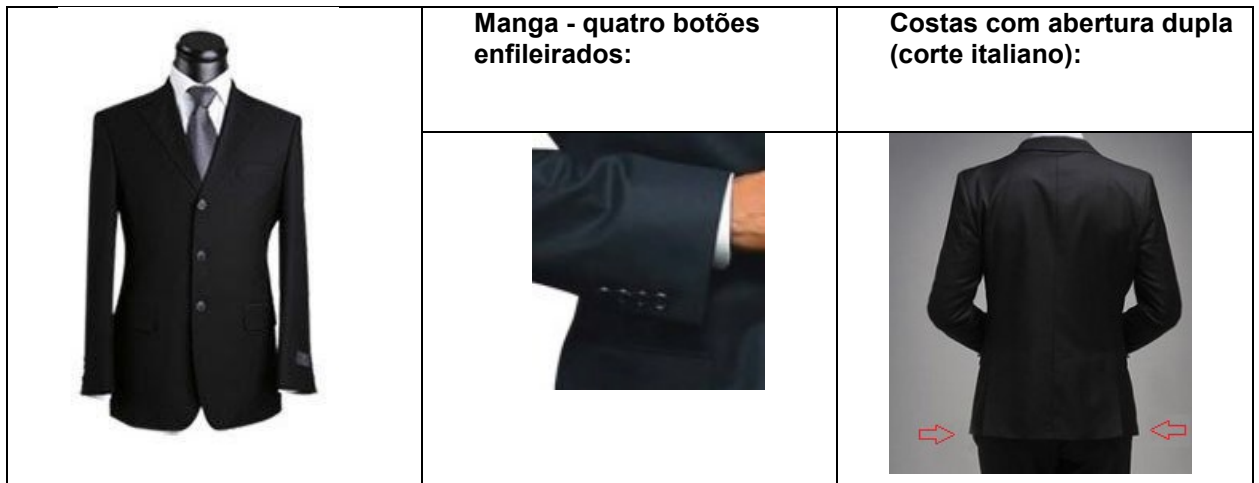 Manga - quatro botões
enfileirados:
Costas com abertura dupla
(corte italiano):